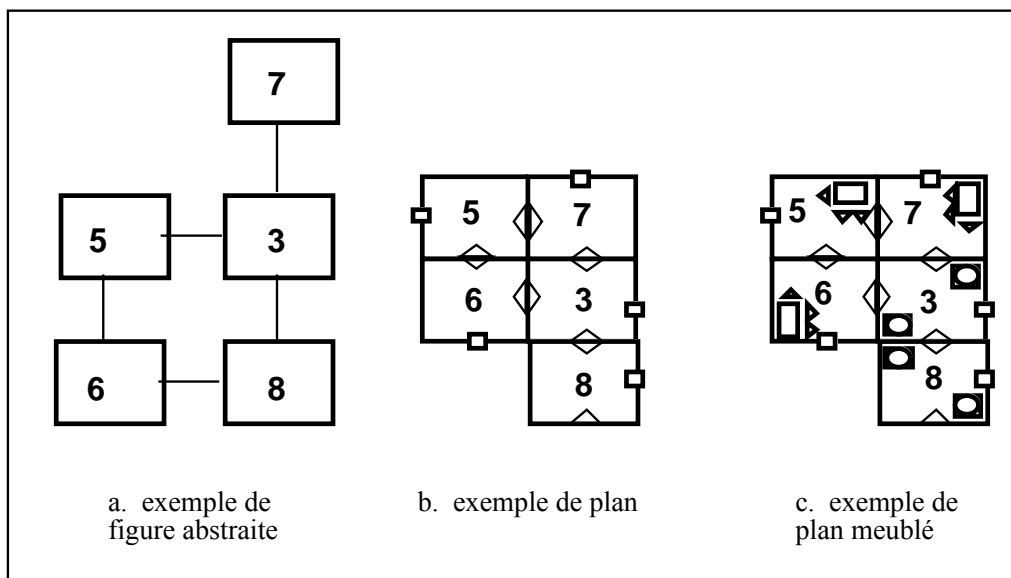 7
5 3
6 8
a. exemple de
figure abstraite
5 7
6 3
8
b. exemple de plan
5 7
6 3
8
c. exemple de
plan meublé